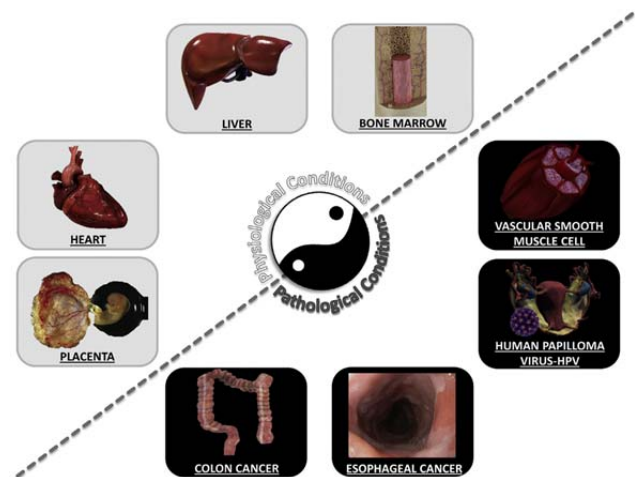 LIVER
BONE MARROW
HEART
Physiological Conditions
Pathological Conditions
VASCULAR SMOOTH
MUSCLE CELL
PLACENTA
HUMAN PAPILLOMA
VIRUS-HPV
COLON CANCER
ESOPHAGEAL CANCER